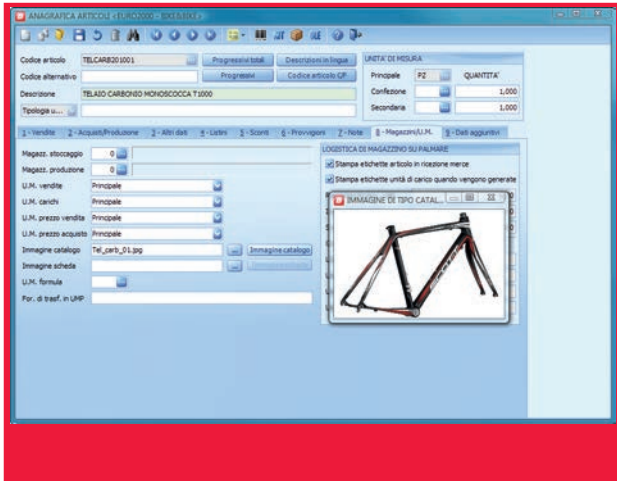 ANAGRAFICA ARTICOLI
Codice articolo TELCARB201001 Progressivi totali Descrizioni in lingua
Codice alternativo Progressivi Codice articolo CF
Descrizione TELAIO CARBONIO MONOSCOCCA T1000
Tipologia u...
UNITA' DI MISURA
Principale PZ QUANTITA'
Confezione 1,000
Secondaria 1,000
1 - Vendite 2 - Acquisti/Produzione 3 - Altri dati 4 - Listini 5 - Sconti 6 - Provvigioni 7 - Note 8 - Magazzini/U.M. 9 - Dati aggiuntivi
Magazz. stoccaggio 0
Magazz. produzione 0
U.M. vendite Principale
U.M. carichi Principale
U.M. prezzo vendita Principale
U.M. prezzo acquisto Principale
Immagine catalogo Tel_carb_01.jpg ... Immagine catalogo
Immagine scheda ...
U.M. formula
For. di trasf. in UMP
LOGISTICA DI MAGAZZINO SU PALMARE
Stampa etichette articolo in ricezione merce
Stampa etichette unità di carico quando vengono generate
IMMAGINE DI TIPO CATAL...